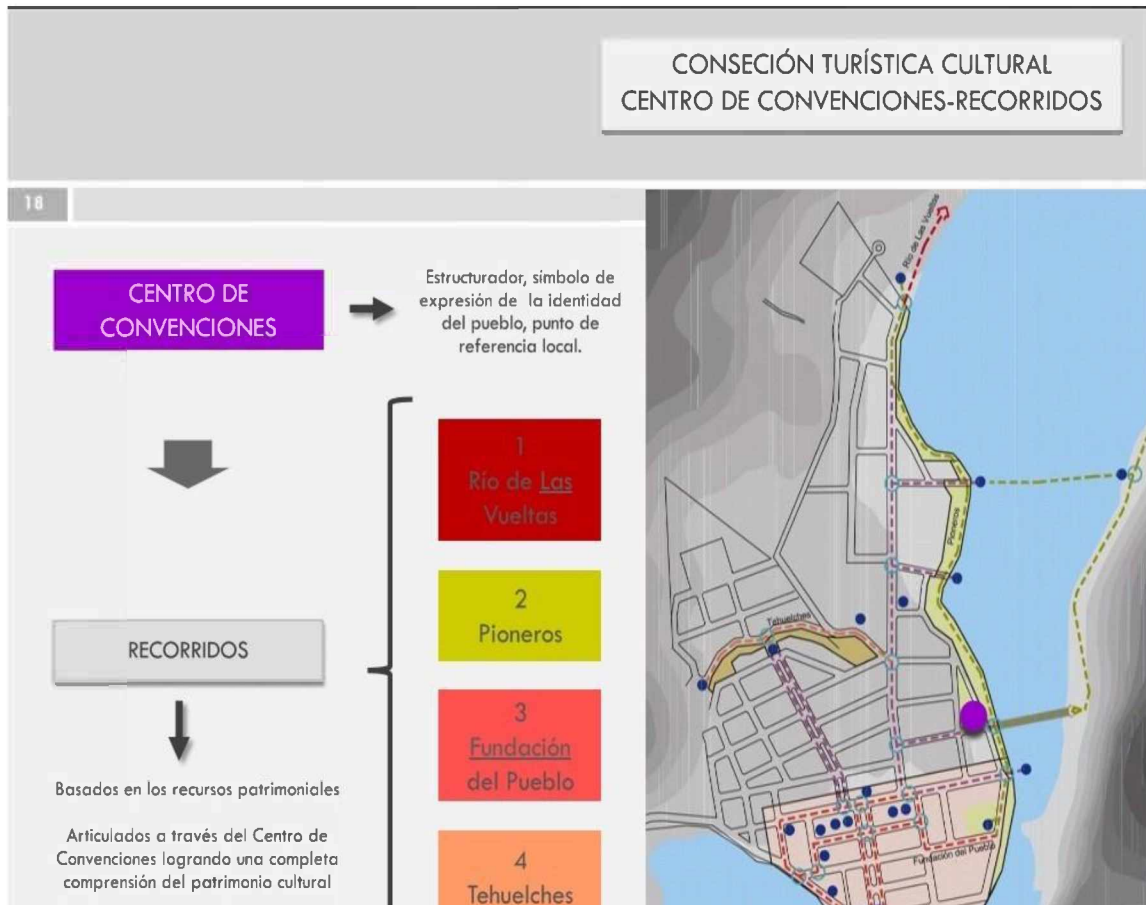 CONSECIÓN TURÍSTICA CULTURAL
CENTRO DE CONVENCIONES-RECORRIDOS
18
CENTRO DE
CONVENCIONES
Estructurador, símbolo de
expresión de la identidad
del pueblo, punto de
referencia local.
1
Río de Las
Vueltas
2
Pioneros
RECORRIDOS
3
Fundación
del Pueblo
Basados en los recursos patrimoniales
Articulados a través del Centro de
Convenciones logrando una completa
comprensión del patrimonio cultural
4
Tehuelches
Río de Las Vueltas
Pioneros
Tehuelches
Fundación del Pueblo